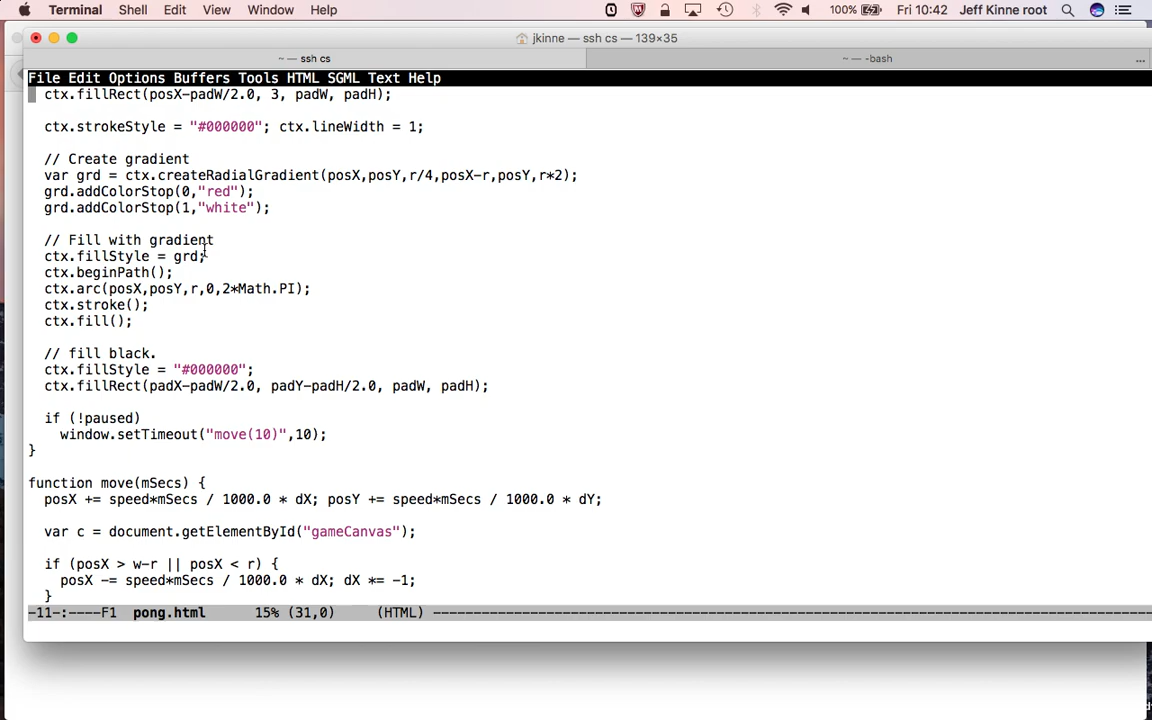 Terminal Shell Edit View Window Help 100% Fri 10:42 Jeff Kinne root
jkinne — ssh cs — 139×35
~ — ssh cs
~ — -bash
...
File Edit Options Buffers Tools HTML SGML Text Help
ctx.fillRect(posX-padW/2.0, 3, padW, padH);
ctx.strokeStyle = "#000000"; ctx.lineWidth = 1;
// Create gradient
var grd = ctx.createRadialGradient(posX,posY,r/4,posX-r,posY,r*2);
grd.addColorStop(0,"red");
grd.addColorStop(1,"white");
// Fill with gradient
ctx.fillStyle = grd;
ctx.beginPath();
ctx.arc(posX,posY,r,0,2*Math.PI);
ctx.stroke();
ctx.fill();
// fill black.
ctx.fillStyle = "#000000";
ctx.fillRect(padX-padW/2.0, padY-padH/2.0, padW, padH);
if (!paused)
window.setTimeout("move(10)",10);
}
function move(mSecs) {
posX += speed*mSecs / 1000.0 * dX; posY += speed*mSecs / 1000.0 * dY;
var c = document.getElementById("gameCanvas");
if (posX > w-r || posX < r) {
posX -= speed*mSecs / 1000.0 * dX; dX *= -1;
}
-11-:----F1 pong.html 15% (31,0) (HTML) ----------------------------------------------------------------------------------------